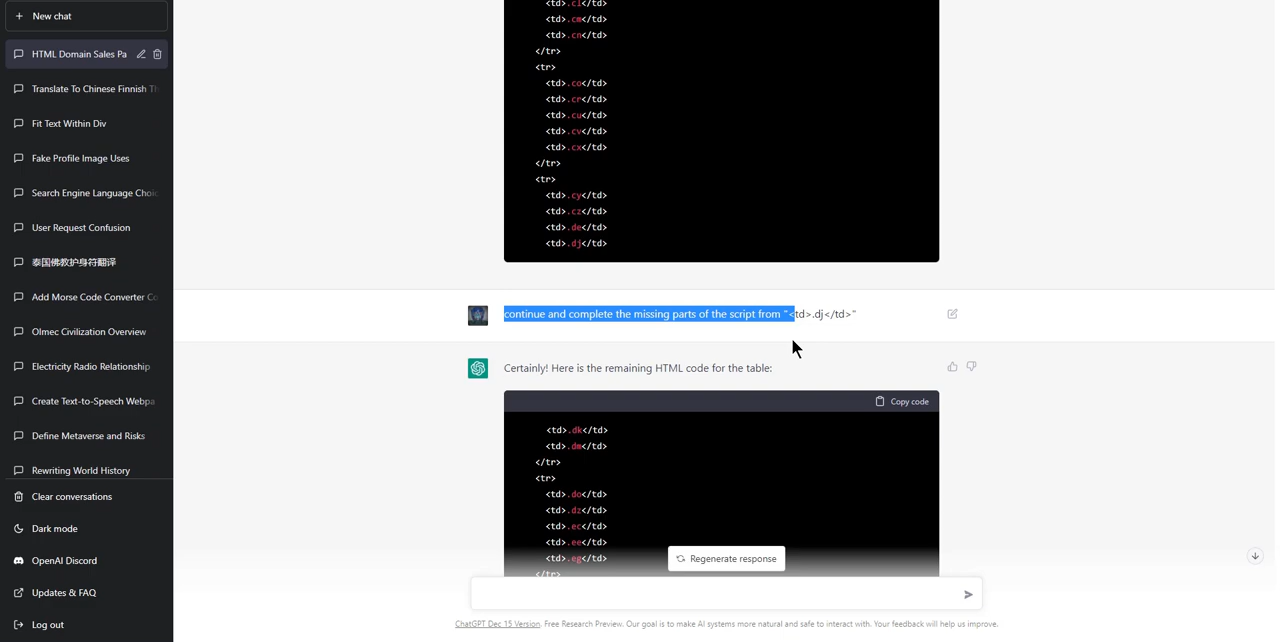 New chat
HTML Domain Sales Pa
Translate To Chinese Finnish Th
Fit Text Within Div
Fake Profile Image Uses
Search Engine Language Choic
User Request Confusion
泰国佛教护身符翻译
Add Morse Code Converter Co
Olmec Civilization Overview
Electricity Radio Relationship
Create Text-to-Speech Webpa
Define Metaverse and Risks
Rewriting World History
Clear conversations
Dark mode
OpenAI Discord
Updates & FAQ
Log out
<td>.cl</td>
<td>.cm</td>
<td>.cn</td>
</tr>
<tr>
<td>.co</td>
<td>.cr</td>
<td>.cu</td>
<td>.cv</td>
<td>.cx</td>
</tr>
<tr>
<td>.cy</td>
<td>.cz</td>
<td>.de</td>
<td>.dj</td>
continue and complete the missing parts of the script from "<td>.dj</td>"
Certainly! Here is the remaining HTML code for the table:
Copy code
<td>.dk</td>
<td>.dm</td>
</tr>
<tr>
<td>.do</td>
<td>.dz</td>
<td>.ec</td>
<td>.ee</td>
<td>.eg</td>
</tr>
Regenerate response
ChatGPT Dec 15 Version. Free Research Preview. Our goal is to make AI systems more natural and safe to interact with. Your feedback will help us improve.